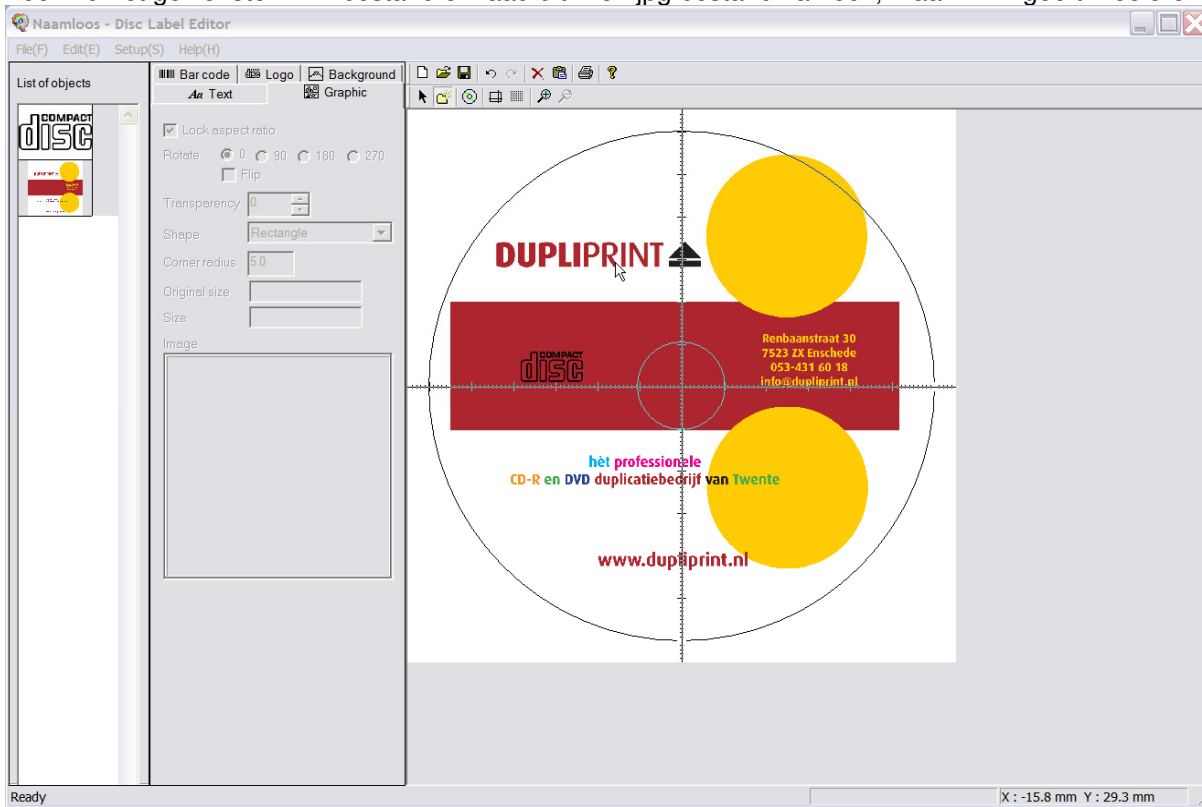 Naamloos - Disc Label Editor
File(F) Edit(E) Setup(S) Help(H)
List of objects
COMPACT
disc
Bar code
Logo
Background
Aa Text
Graphic
Lock aspect ratio
Rotate 0 90 180 270
Flip
Transparency 0
Shape Rectangle
Corner radius 5.0
Original size
Size
Image
DUPLIPRINT
Renbaanstraat 30
7523 ZX Enschede
053-431 60 18
info@dupliprint.nl
COMPACT
disc
hèt professionele
CD-R en DVD duplicatiebedrijf van Twente
www.dupliprint.nl
Ready
X : -15.8 mm Y : 29.3 mm